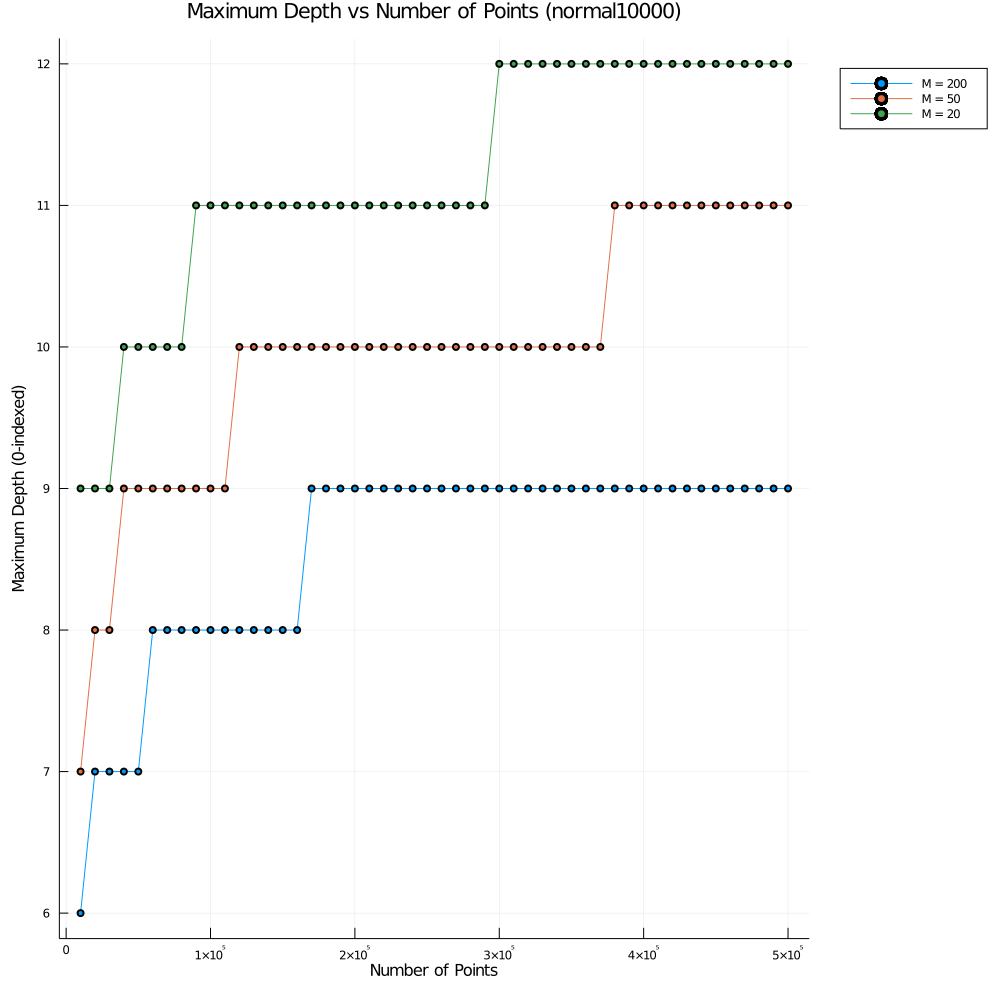 Maximum Depth vs Number of Points (normal10000)
12
11
10
9
8
7
6
Maximum Depth (0-indexed)
0
1×10⁵
2×10⁵
3×10⁵
4×10⁵
5×10⁵
Number of Points
M = 200
M = 50
M = 20